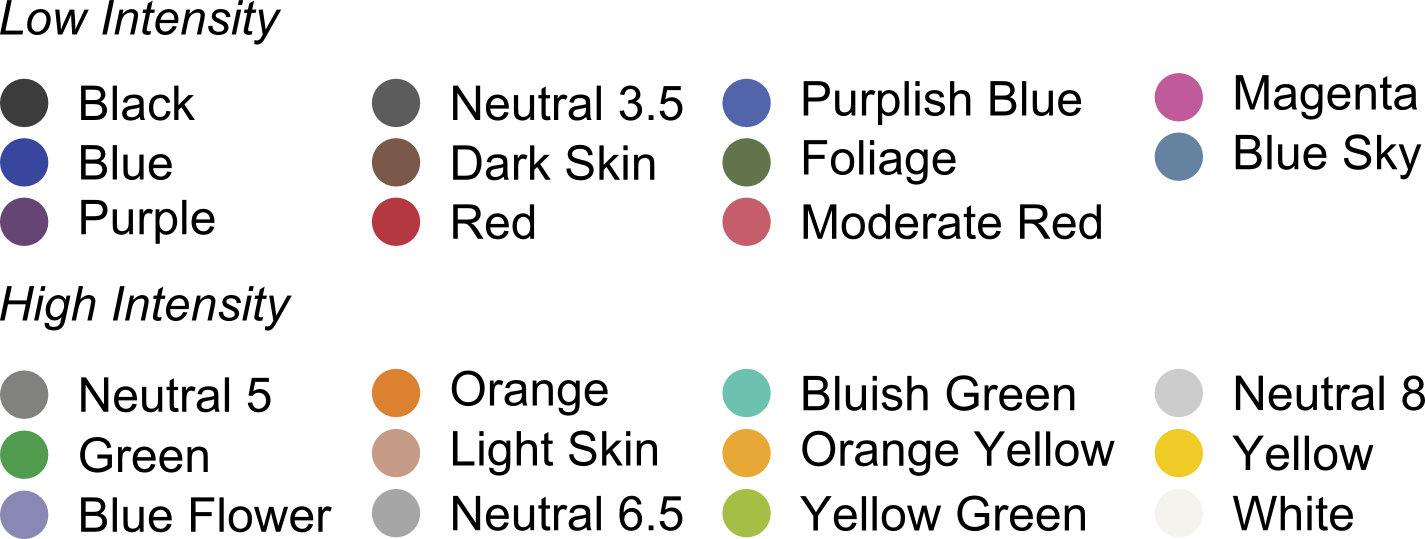 Low Intensity
Black
Blue
Purple
Neutral 3.5
Dark Skin
Red
Purplish Blue
Foliage
Moderate Red
Magenta
Blue Sky
High Intensity
Neutral 5
Green
Blue Flower
Orange
Light Skin
Neutral 6.5
Bluish Green
Orange Yellow
Yellow Green
Neutral 8
Yellow
White